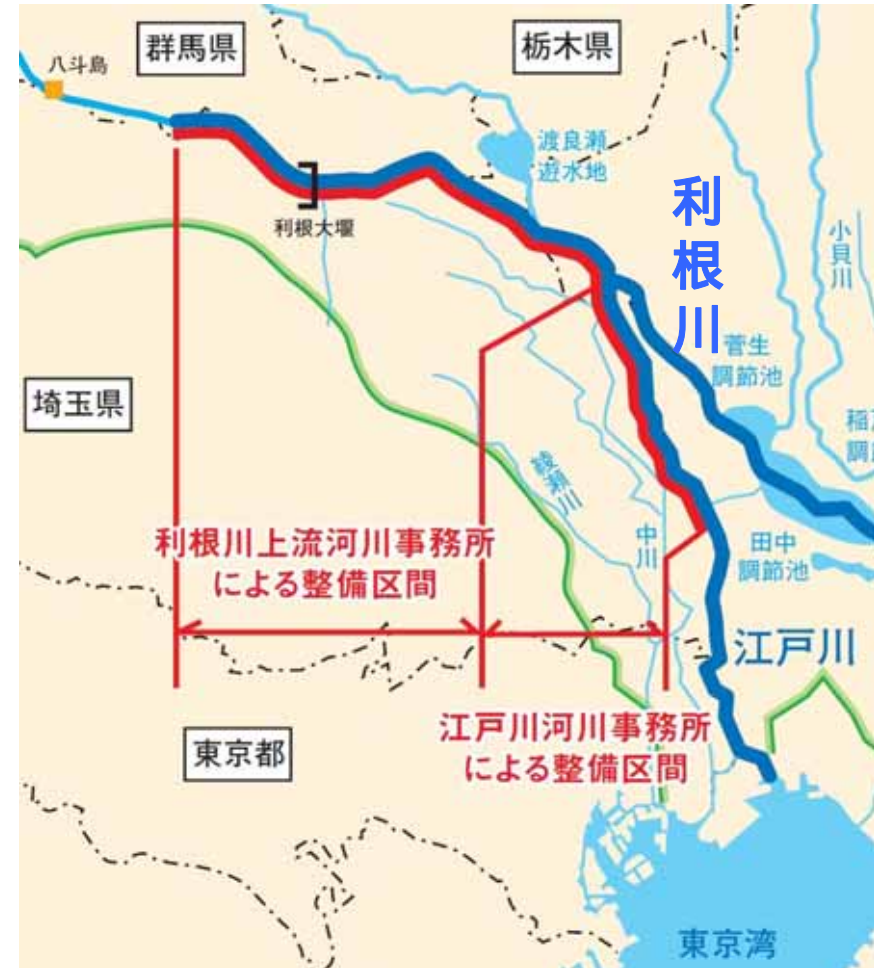 群馬県
栃木県
八斗島
渡良瀬
遊水地
利根大堰
利根川
小貝川
菅生
調節池
埼玉県
綾瀬川
中川
田中
調節池
利根川上流河川事務所
による整備区間
江戸川
江戸川河川事務所
による整備区間
東京都
東京湾